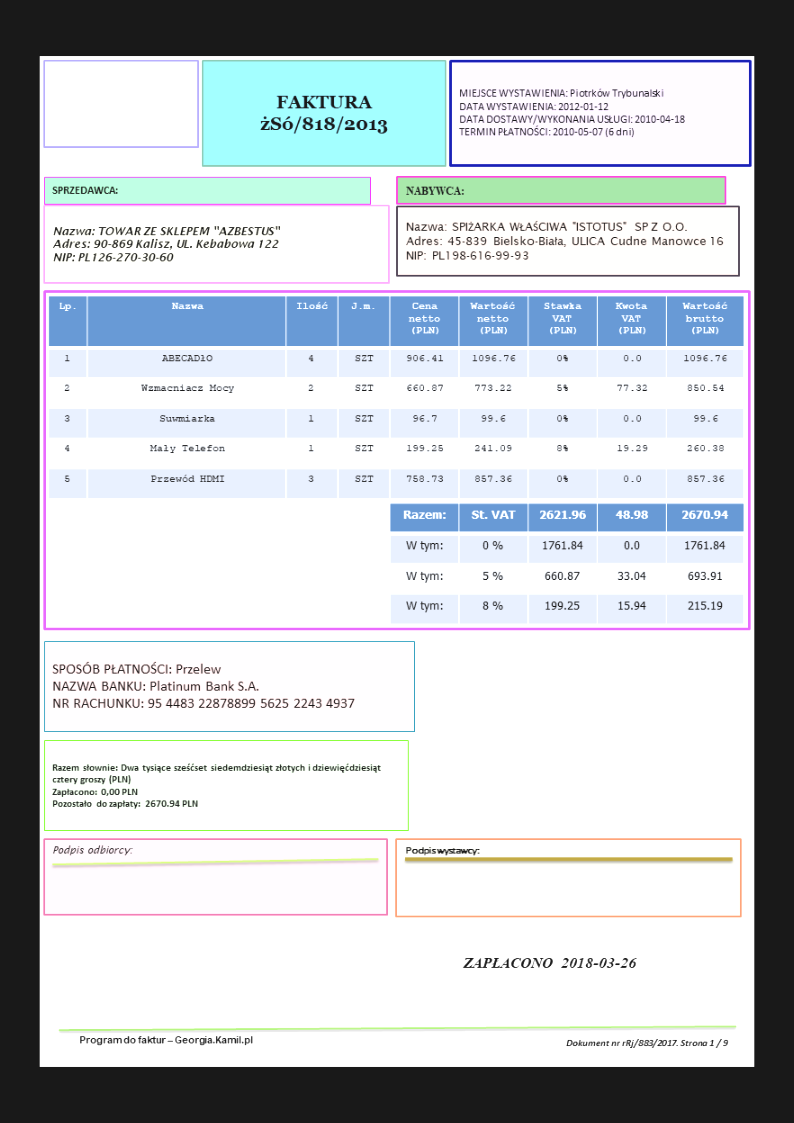 FAKTURA
żSó/818/2013
MIEJSCE WYSTAWIENIA: Piotrków Trybunalski
DATA WYSTAWIENIA: 2012-01-12
DATA DOSTAWY/WYKONANIA USŁUGI: 2010-04-18
TERMIN PŁATNOŚCI: 2010-05-07 (6 dni)
SPRZEDAWCA:
Nazwa: TOWAR ZE SKLEPEM "AZBESTUS"
Adres: 90-869 Kalisz, UL. Kebabowa 122
NIP: PL126-270-30-60
NABYWCA:
Nazwa: SPIŻARKA WŁAŚCIWA "ISTOTUS" SP Z O.O.
Adres: 45-839 Bielsko-Biała, ULICA Cudne Manowce 16
NIP: PL198-616-99-93
Lp. Nazwa Ilość J.m. Cena netto (PLN) Wartość netto (PLN) Stawka VAT (PLN) Kwota VAT (PLN) Wartość brutto (PLN)
1 ABECADłO 4 SZT 906.41 1096.76 0% 0.0 1096.76
2 Wzmacniacz Mocy 2 SZT 660.87 773.22 5% 77.32 850.54
3 Suwmiarka 1 SZT 96.7 99.6 0% 0.0 99.6
4 Mały Telefon 1 SZT 199.25 241.09 8% 19.29 260.38
5 Przewód HDMI 3 SZT 758.73 857.36 0% 0.0 857.36
Razem: St. VAT 2621.96 48.98 2670.94
W tym: 0 % 1761.84 0.0 1761.84
W tym: 5 % 660.87 33.04 693.91
W tym: 8 % 199.25 15.94 215.19
SPOSÓB PŁATNOŚCI: Przelew
NAZWA BANKU: Platinum Bank S.A.
NR RACHUNKU: 95 4483 22878899 5625 2243 4937
Razem słownie: Dwa tysiące sześćset siedemdziesiąt złotych i dziewięćdziesiąt
cztery groszy (PLN)
Zapłacono: 0,00 PLN
Pozostało do zapłaty: 2670.94 PLN
Podpis odbiorcy:
Podpis wystawcy:
ZAPŁACONO 2018-03-26
Program do faktur – Georgia.Kamil.pl
Dokument nr rRj/883/2017. Strona 1 / 9